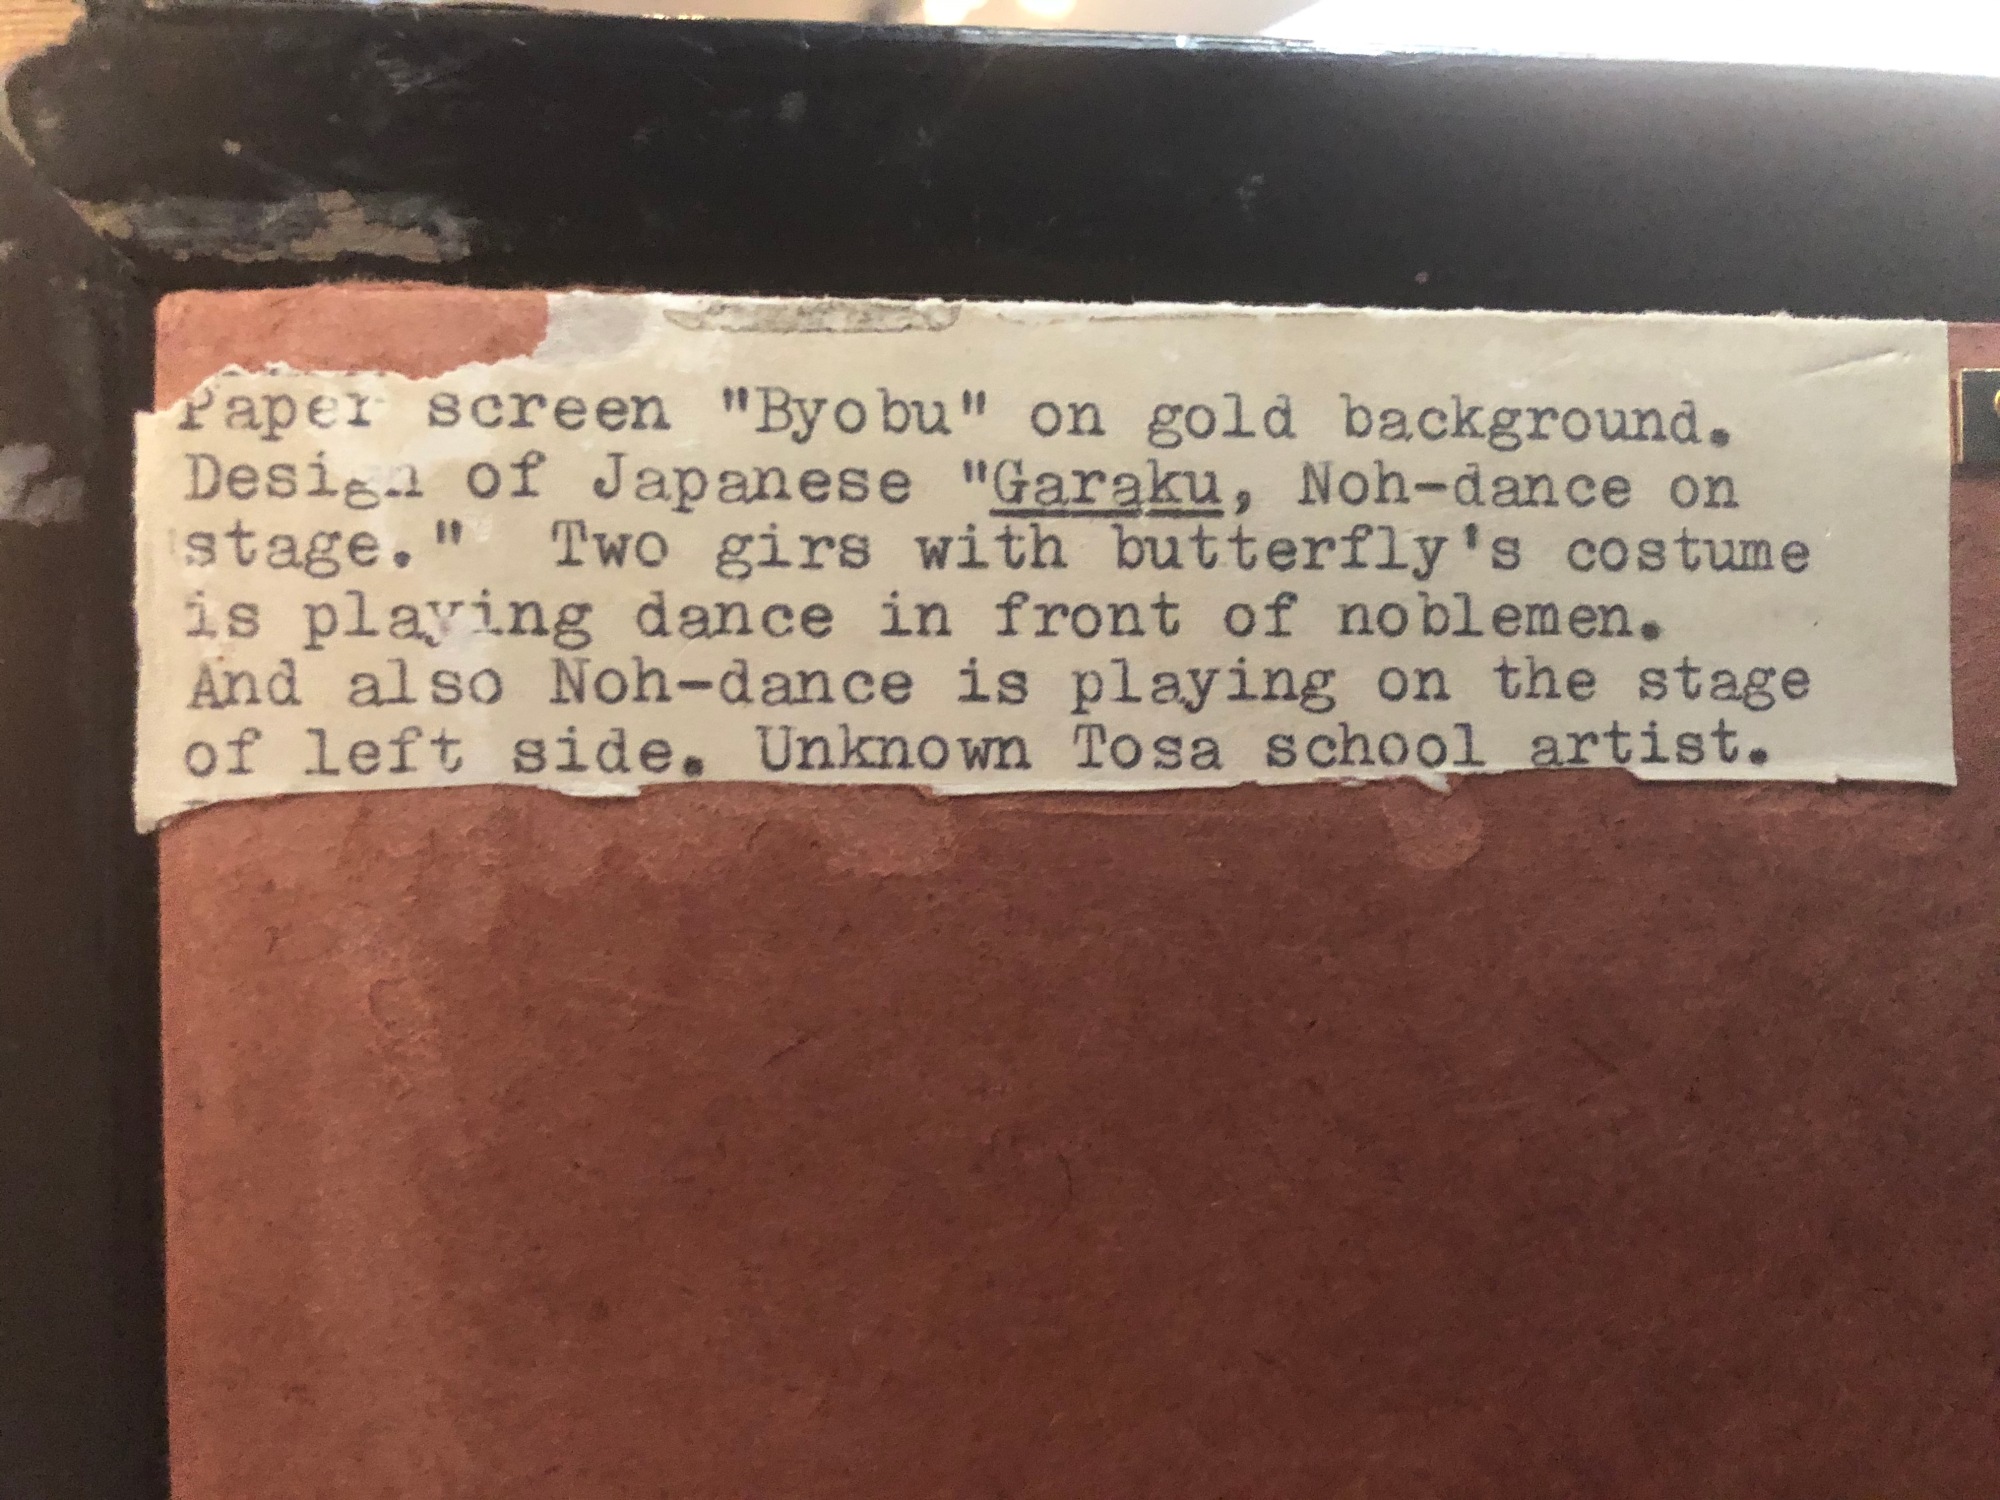 Paper screen "Byobu" on gold background.
Design of Japanese "Garaku, Noh-dance on
stage."  Two girs with butterfly's costume
is playing dance in front of noblemen.
And also Noh-dance is playing on the stage
of left side. Unknown Tosa school artist.